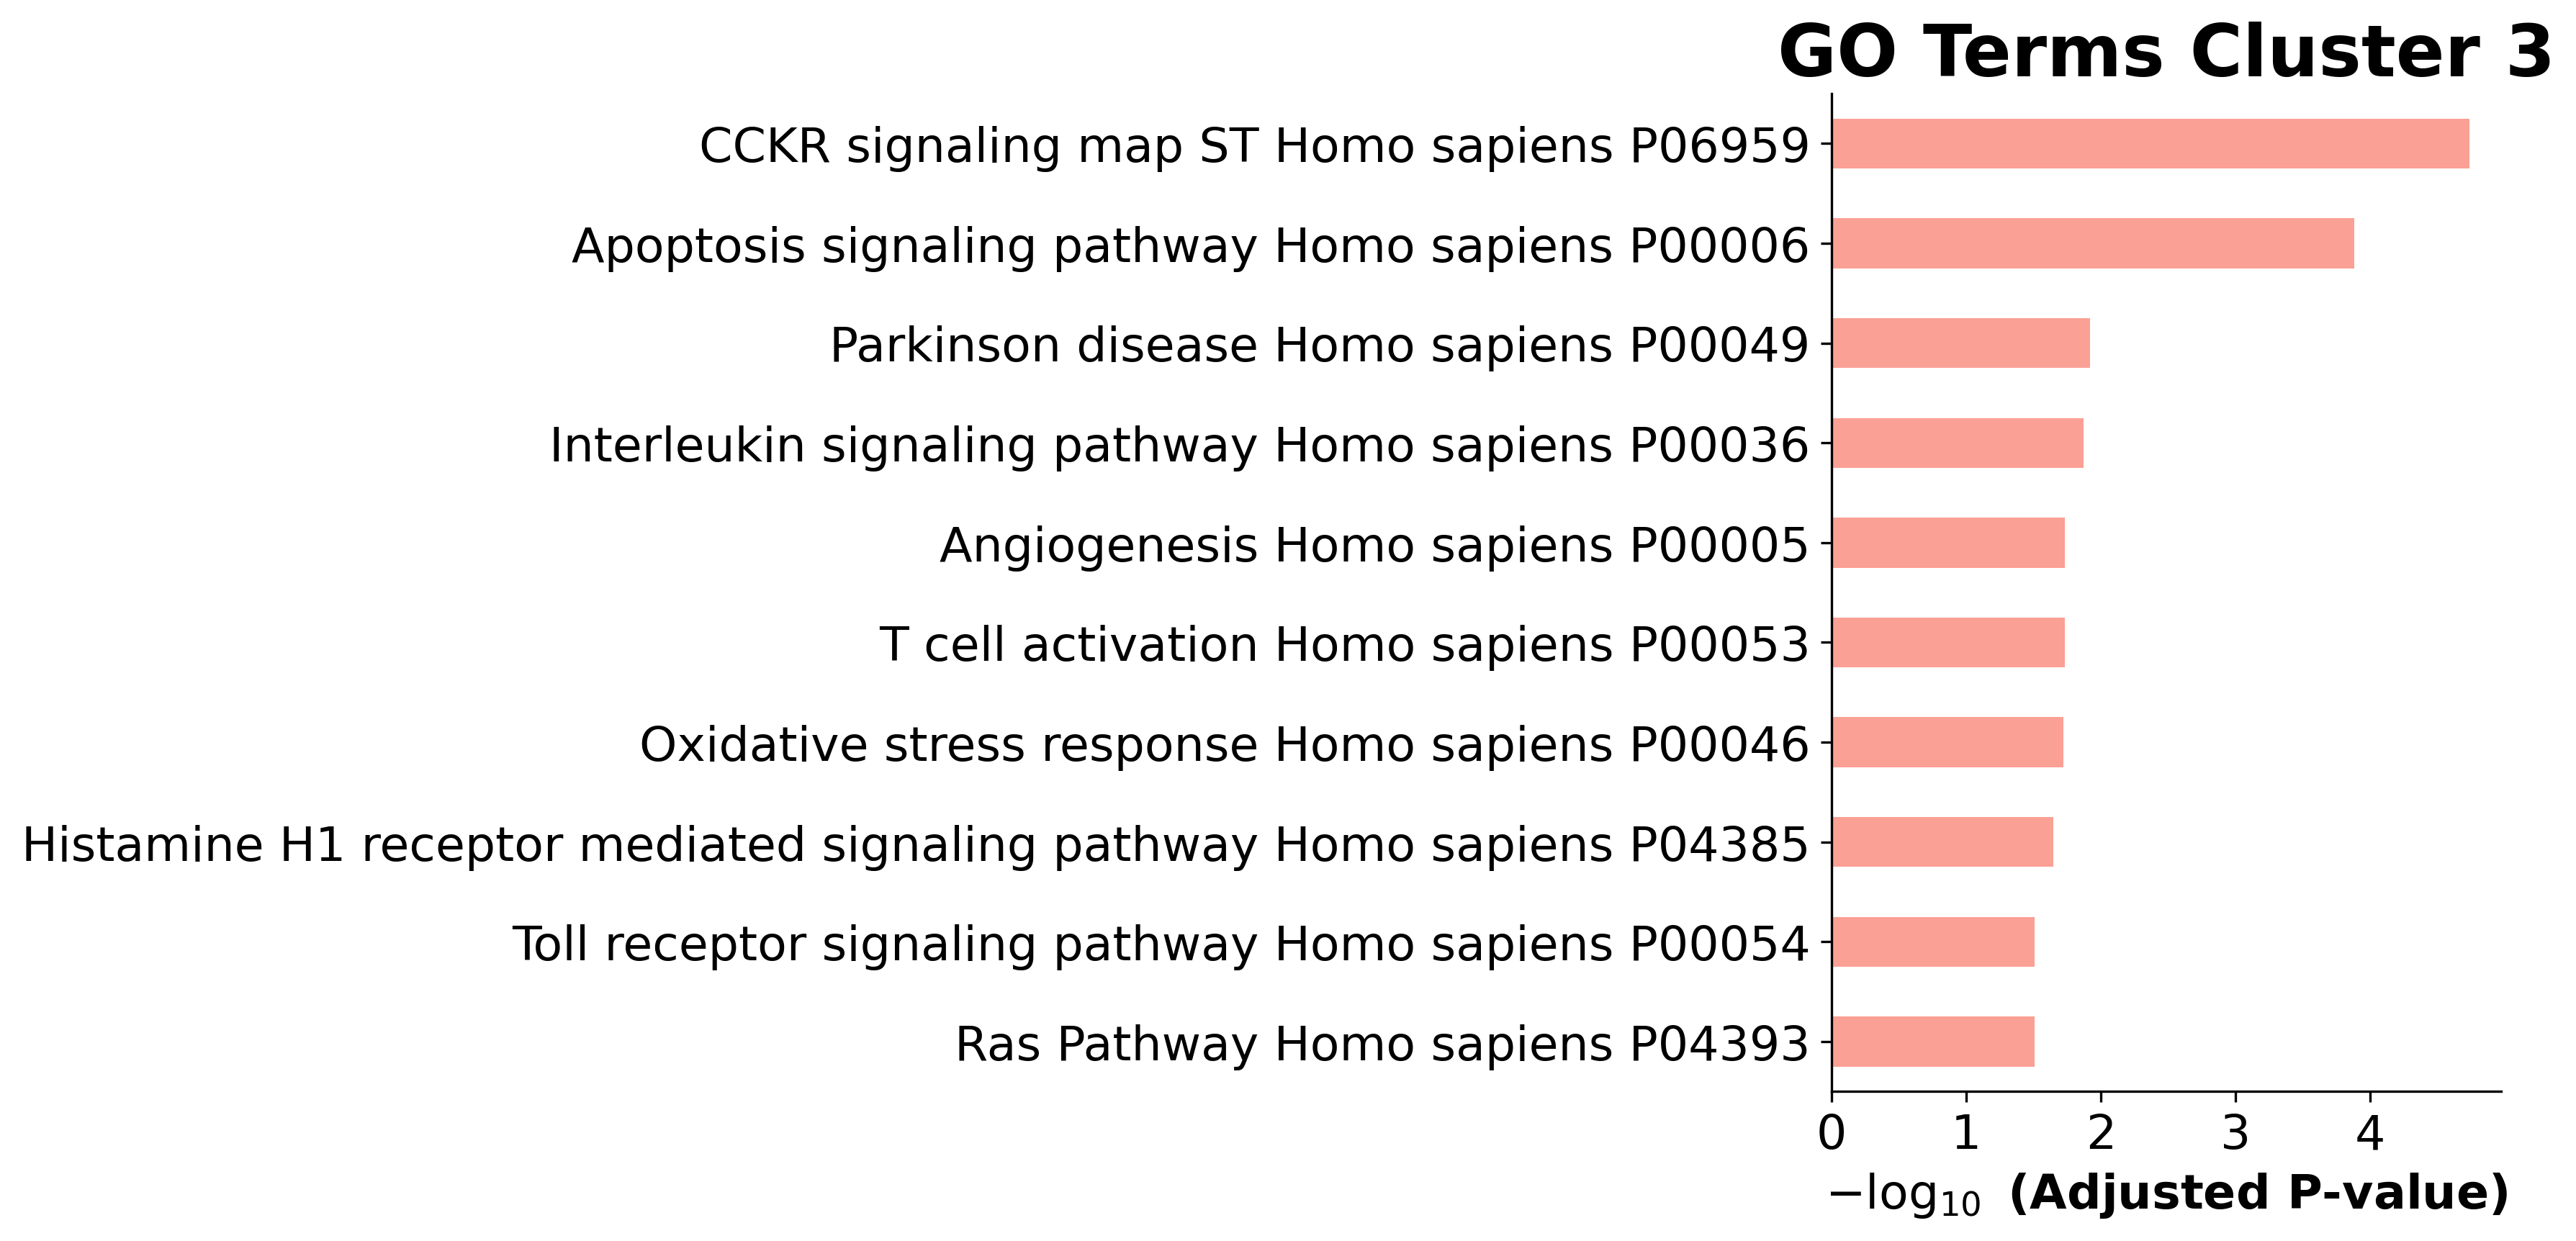 GO Terms Cluster 3
CCKR signaling map ST Homo sapiens P06959
Apoptosis signaling pathway Homo sapiens P00006
Parkinson disease Homo sapiens P00049
Interleukin signaling pathway Homo sapiens P00036
Angiogenesis Homo sapiens P00005
T cell activation Homo sapiens P00053
Oxidative stress response Homo sapiens P00046
Histamine H1 receptor mediated signaling pathway Homo sapiens P04385
Toll receptor signaling pathway Homo sapiens P00054
Ras Pathway Homo sapiens P04393
0 1 2 3 4
−log₁₀ (Adjusted P-value)